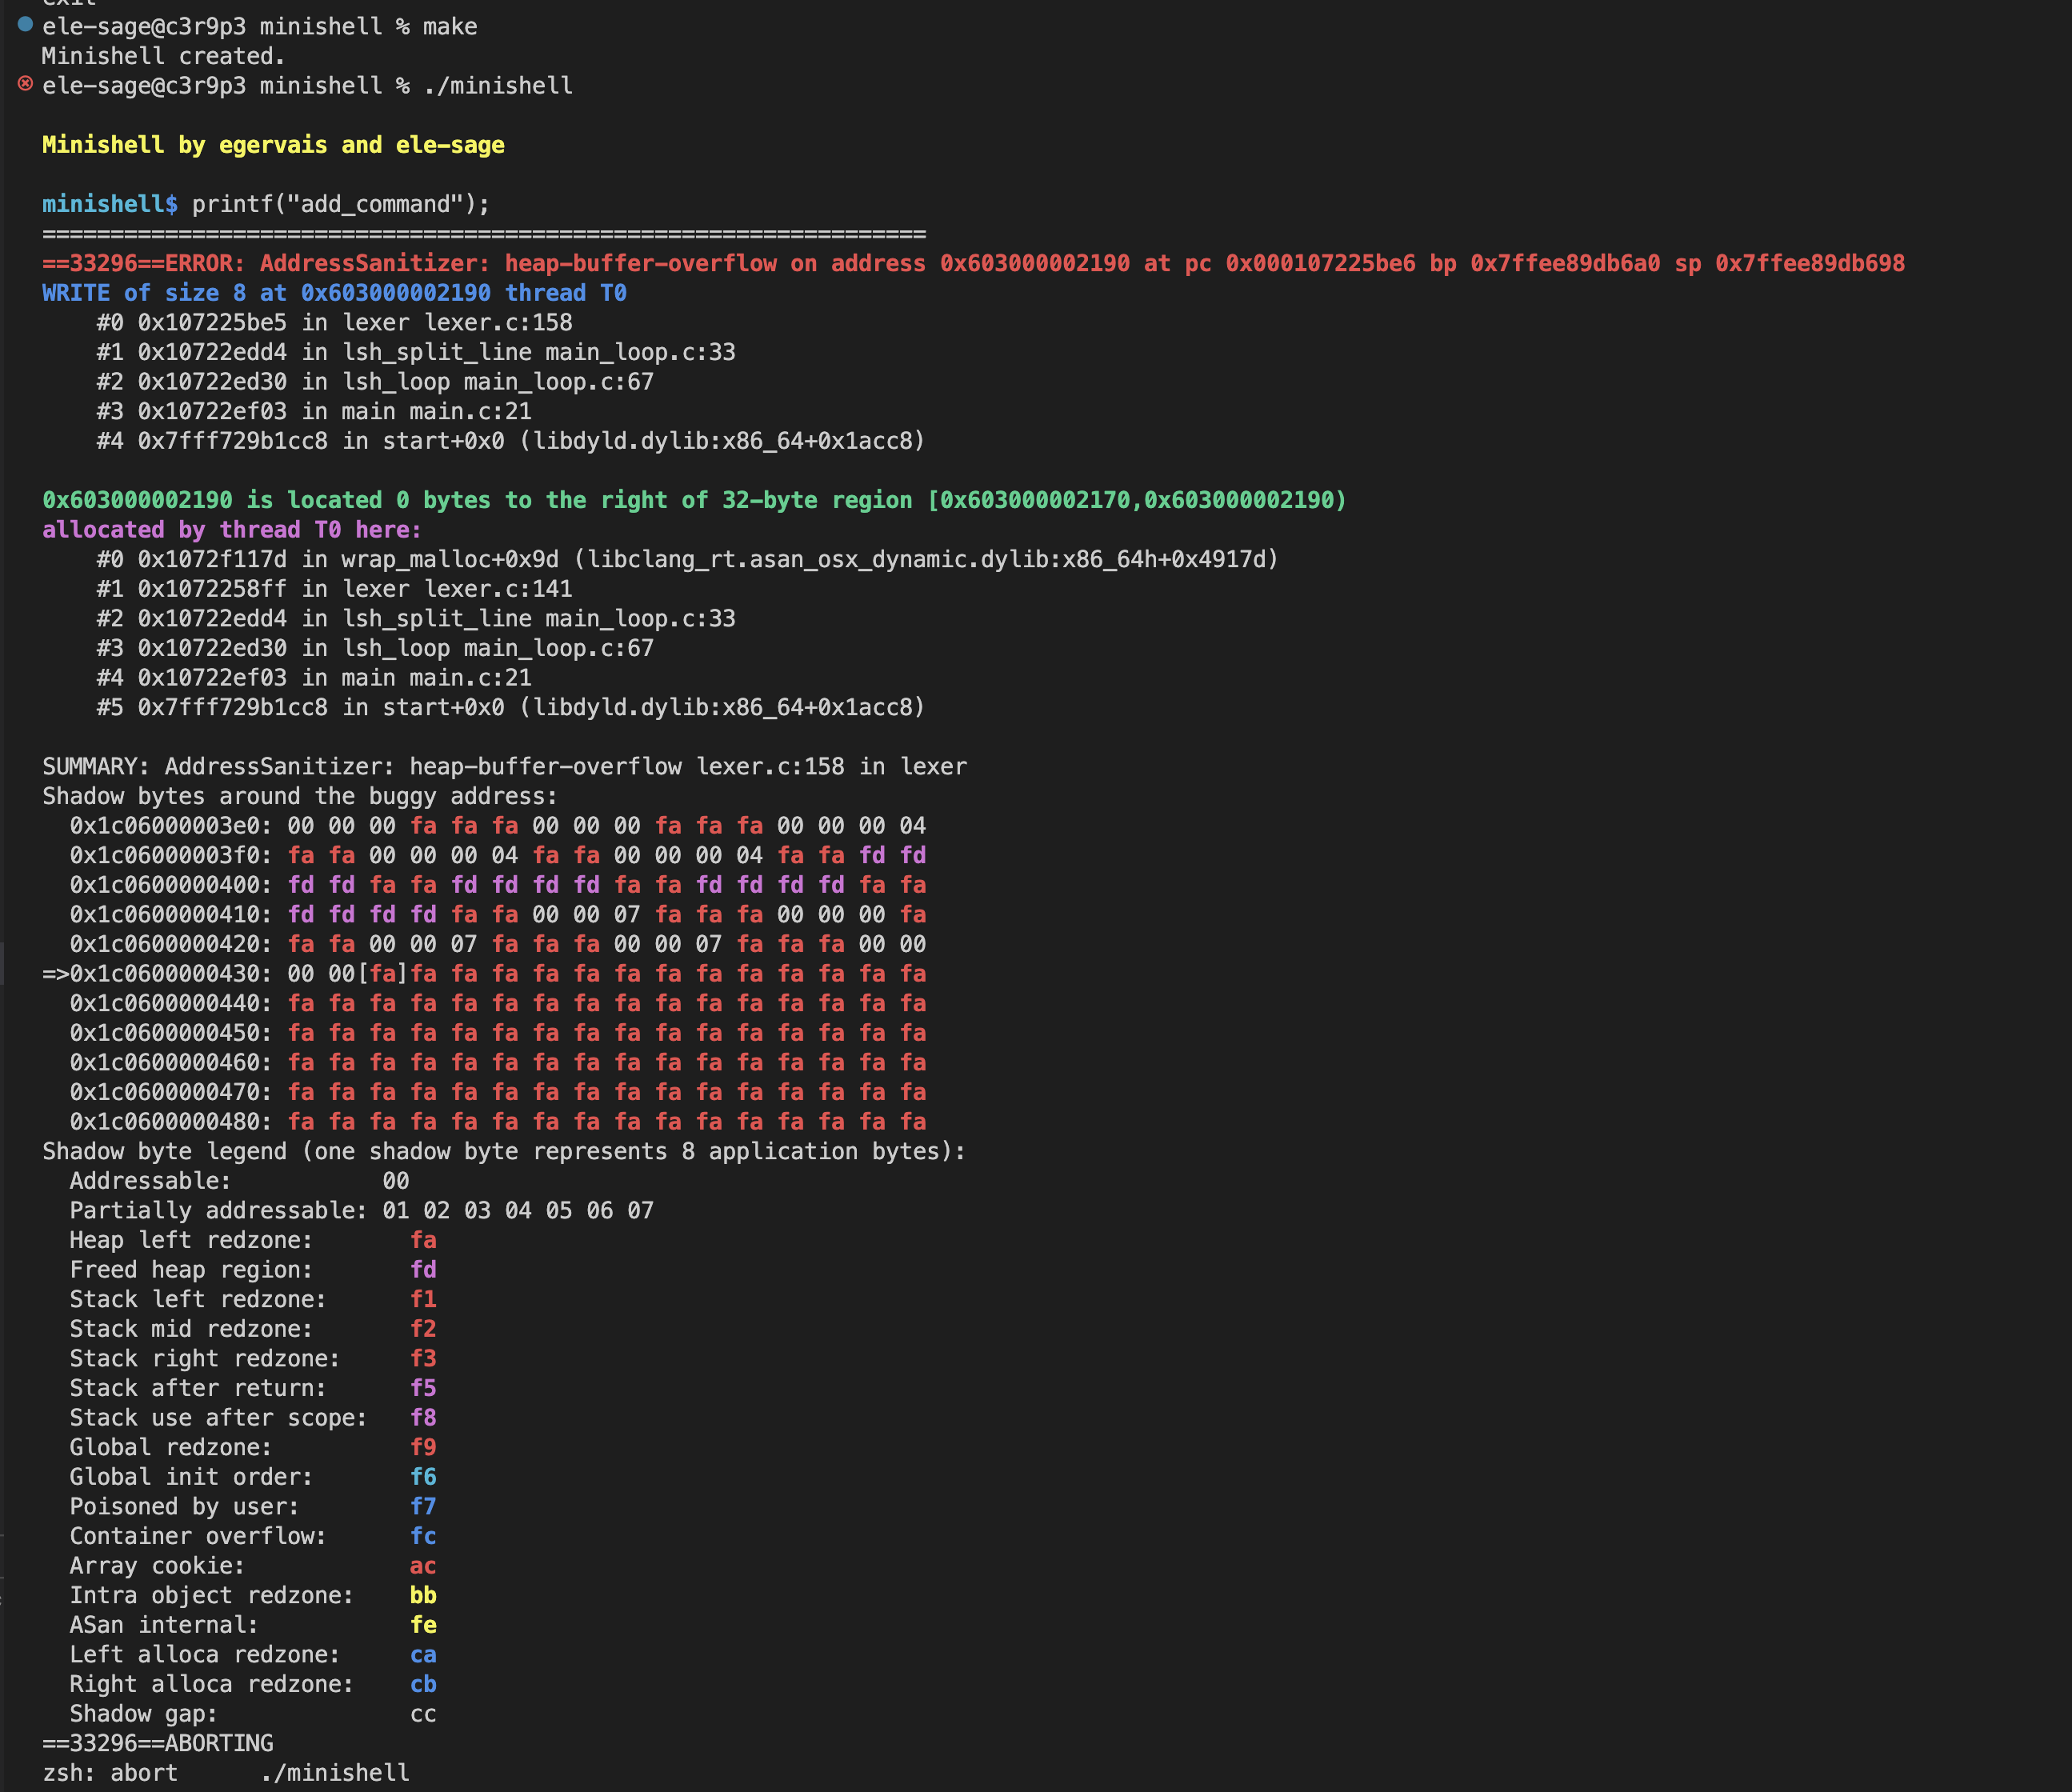 exit
ele-sage@c3r9p3 minishell % make
Minishell created.
ele-sage@c3r9p3 minishell % ./minishell
Minishell by egervais and ele-sage
minishell$ printf("add_command");
=================================================================
==33296==ERROR: AddressSanitizer: heap-buffer-overflow on address 0x603000002190 at pc 0x000107225be6 bp 0x7ffee89db6a0 sp 0x7ffee89db698
WRITE of size 8 at 0x603000002190 thread T0
    #0 0x107225be5 in lexer lexer.c:158
    #1 0x10722edd4 in lsh_split_line main_loop.c:33
    #2 0x10722ed30 in lsh_loop main_loop.c:67
    #3 0x10722ef03 in main main.c:21
    #4 0x7fff729b1cc8 in start+0x0 (libdyld.dylib:x86_64+0x1acc8)
0x603000002190 is located 0 bytes to the right of 32-byte region [0x603000002170,0x603000002190)
allocated by thread T0 here:
    #0 0x1072f117d in wrap_malloc+0x9d (libclang_rt.asan_osx_dynamic.dylib:x86_64h+0x4917d)
    #1 0x1072258ff in lexer lexer.c:141
    #2 0x10722edd4 in lsh_split_line main_loop.c:33
    #3 0x10722ed30 in lsh_loop main_loop.c:67
    #4 0x10722ef03 in main main.c:21
    #5 0x7fff729b1cc8 in start+0x0 (libdyld.dylib:x86_64+0x1acc8)
SUMMARY: AddressSanitizer: heap-buffer-overflow lexer.c:158 in lexer
Shadow bytes around the buggy address:
  0x1c06000003e0: 00 00 00 fa fa fa 00 00 00 fa fa fa 00 00 00 04
  0x1c06000003f0: fa fa 00 00 00 04 fa fa 00 00 00 04 fa fa fd fd
  0x1c0600000400: fd fd fa fa fd fd fd fd fa fa fd fd fd fd fa fa
  0x1c0600000410: fd fd fd fd fa fa 00 00 07 fa fa fa 00 00 00 fa
  0x1c0600000420: fa fa 00 00 07 fa fa fa 00 00 07 fa fa fa 00 00
=>0x1c0600000430: 00 00[fa]fa fa fa fa fa fa fa fa fa fa fa fa fa
  0x1c0600000440: fa fa fa fa fa fa fa fa fa fa fa fa fa fa fa fa
  0x1c0600000450: fa fa fa fa fa fa fa fa fa fa fa fa fa fa fa fa
  0x1c0600000460: fa fa fa fa fa fa fa fa fa fa fa fa fa fa fa fa
  0x1c0600000470: fa fa fa fa fa fa fa fa fa fa fa fa fa fa fa fa
  0x1c0600000480: fa fa fa fa fa fa fa fa fa fa fa fa fa fa fa fa
Shadow byte legend (one shadow byte represents 8 application bytes):
  Addressable:           00
  Partially addressable: 01 02 03 04 05 06 07
  Heap left redzone:       fa
  Freed heap region:       fd
  Stack left redzone:      f1
  Stack mid redzone:       f2
  Stack right redzone:     f3
  Stack after return:      f5
  Stack use after scope:   f8
  Global redzone:          f9
  Global init order:       f6
  Poisoned by user:        f7
  Container overflow:      fc
  Array cookie:            ac
  Intra object redzone:    bb
  ASan internal:           fe
  Left alloca redzone:     ca
  Right alloca redzone:    cb
  Shadow gap:              cc
==33296==ABORTING
zsh: abort      ./minishell